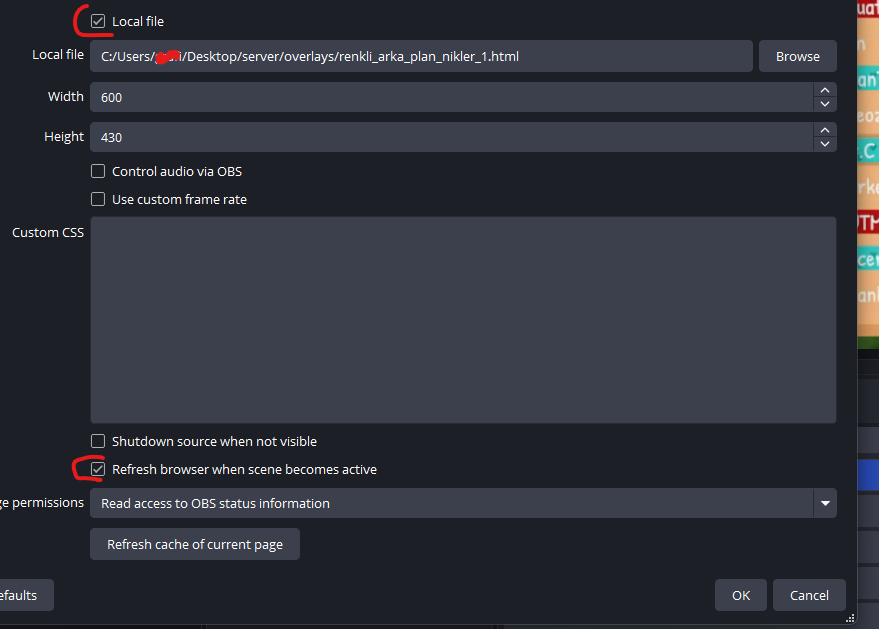 Local file
Local file C:/Users/ /Desktop/server/overlays/renkli_arka_plan_nikler_1.html Browse
Width 600
Height 430
Control audio via OBS
Use custom frame rate
Custom CSS
Shutdown source when not visible
Refresh browser when scene becomes active
ge permissions Read access to OBS status information
Refresh cache of current page
efaults OK Cancel